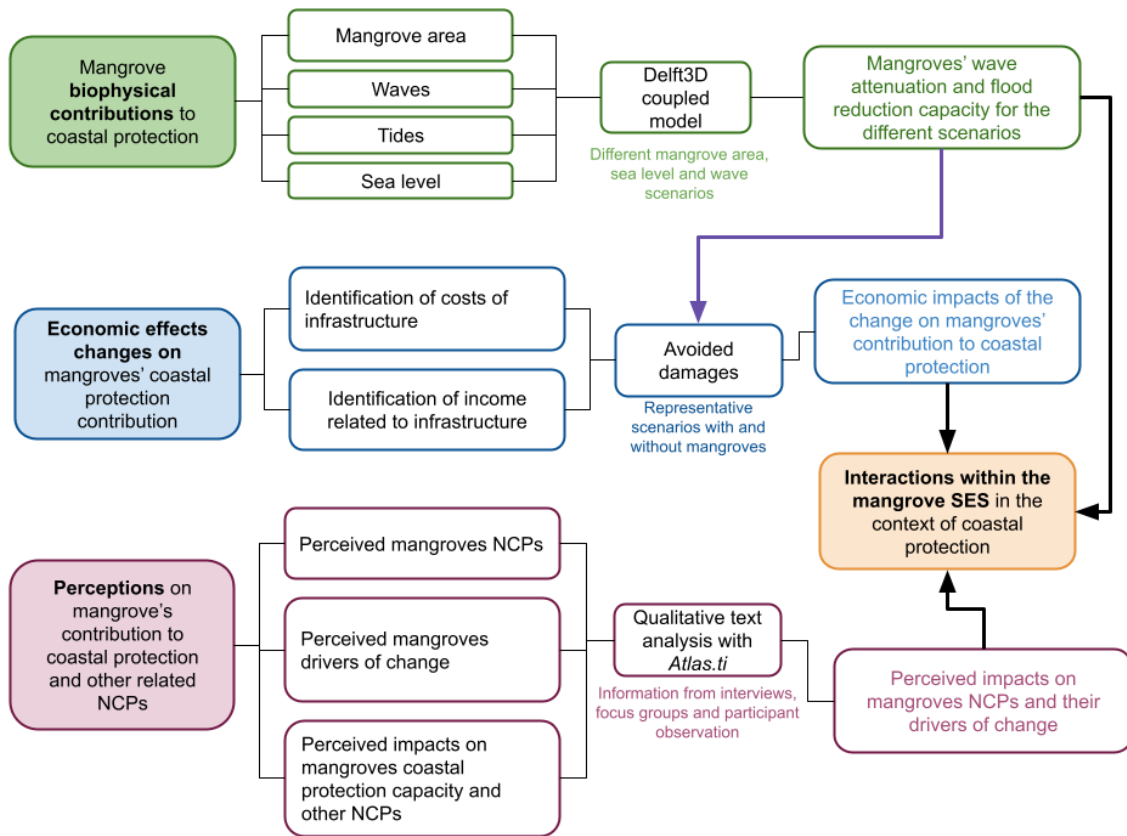 Mangrove
biophysical
contributions to
coastal protection
Mangrove area
Waves
Tides
Sea level
Delft3D
coupled
model
Different mangrove area,
sea level and wave
scenarios
Mangroves' wave
attenuation and flood
reduction capacity for the
different scenarios
Economic effects
changes on
mangroves' coastal
protection
contribution
Identification of costs of
infrastructure
Identification of income
related to infrastructure
Avoided
damages
Representative
scenarios with and
without mangroves
Economic impacts of the
change on mangroves'
contribution to coastal
protection
Interactions within the
mangrove SES in the
context of coastal
protection
Perceptions on
mangrove's
contribution to
coastal protection
and other related
NCPs
Perceived mangroves NCPs
Perceived mangroves
drivers of change
Perceived impacts on
mangroves coastal
protection capacity and
other NCPs
Qualitative text
analysis with
Atlas.ti
Information from interviews,
focus groups and participant
observation
Perceived impacts on
mangroves NCPs and their
drivers of change